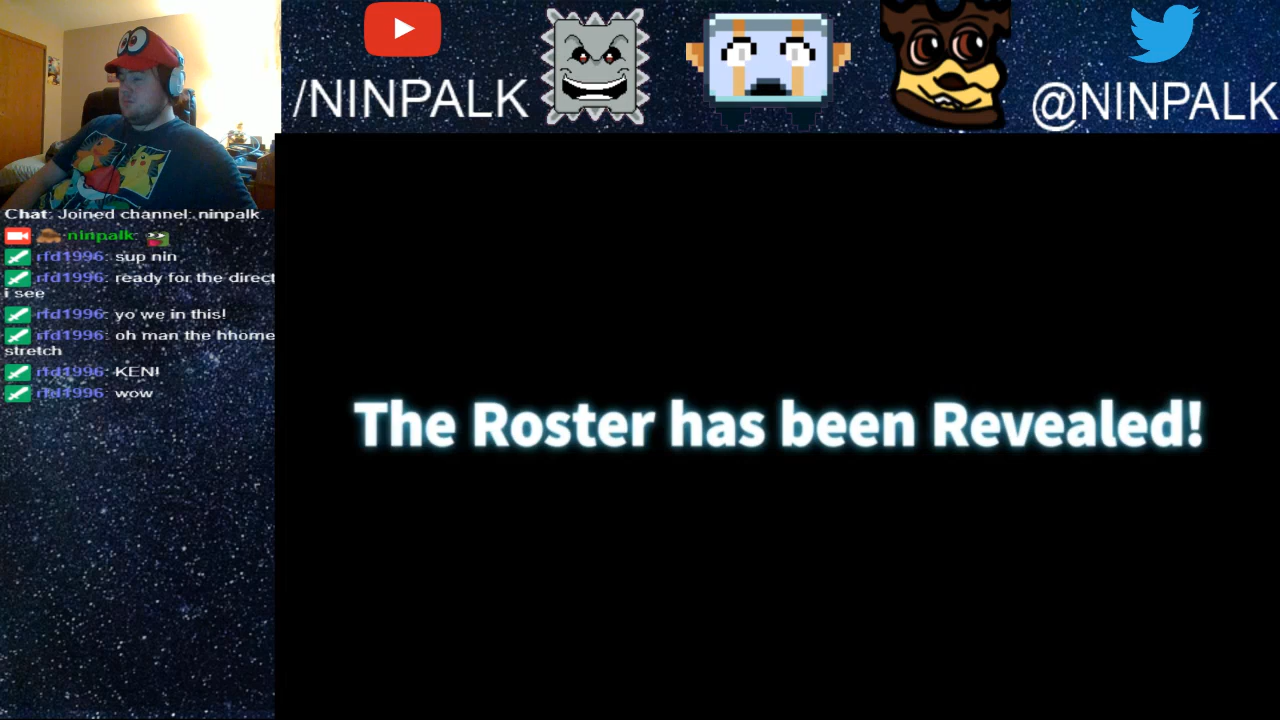 /NINPALK
@NINPALK
Chat: Joined channel: ninpalk.
ninpalk:
rfd1996: sup nin
rfd1996: ready for the direct
i see
rfd1996: yo we in this!
rfd1996: oh man the hhome
stretch
rfd1996: KEN!
rfd1996: wow
The Roster has been Revealed!